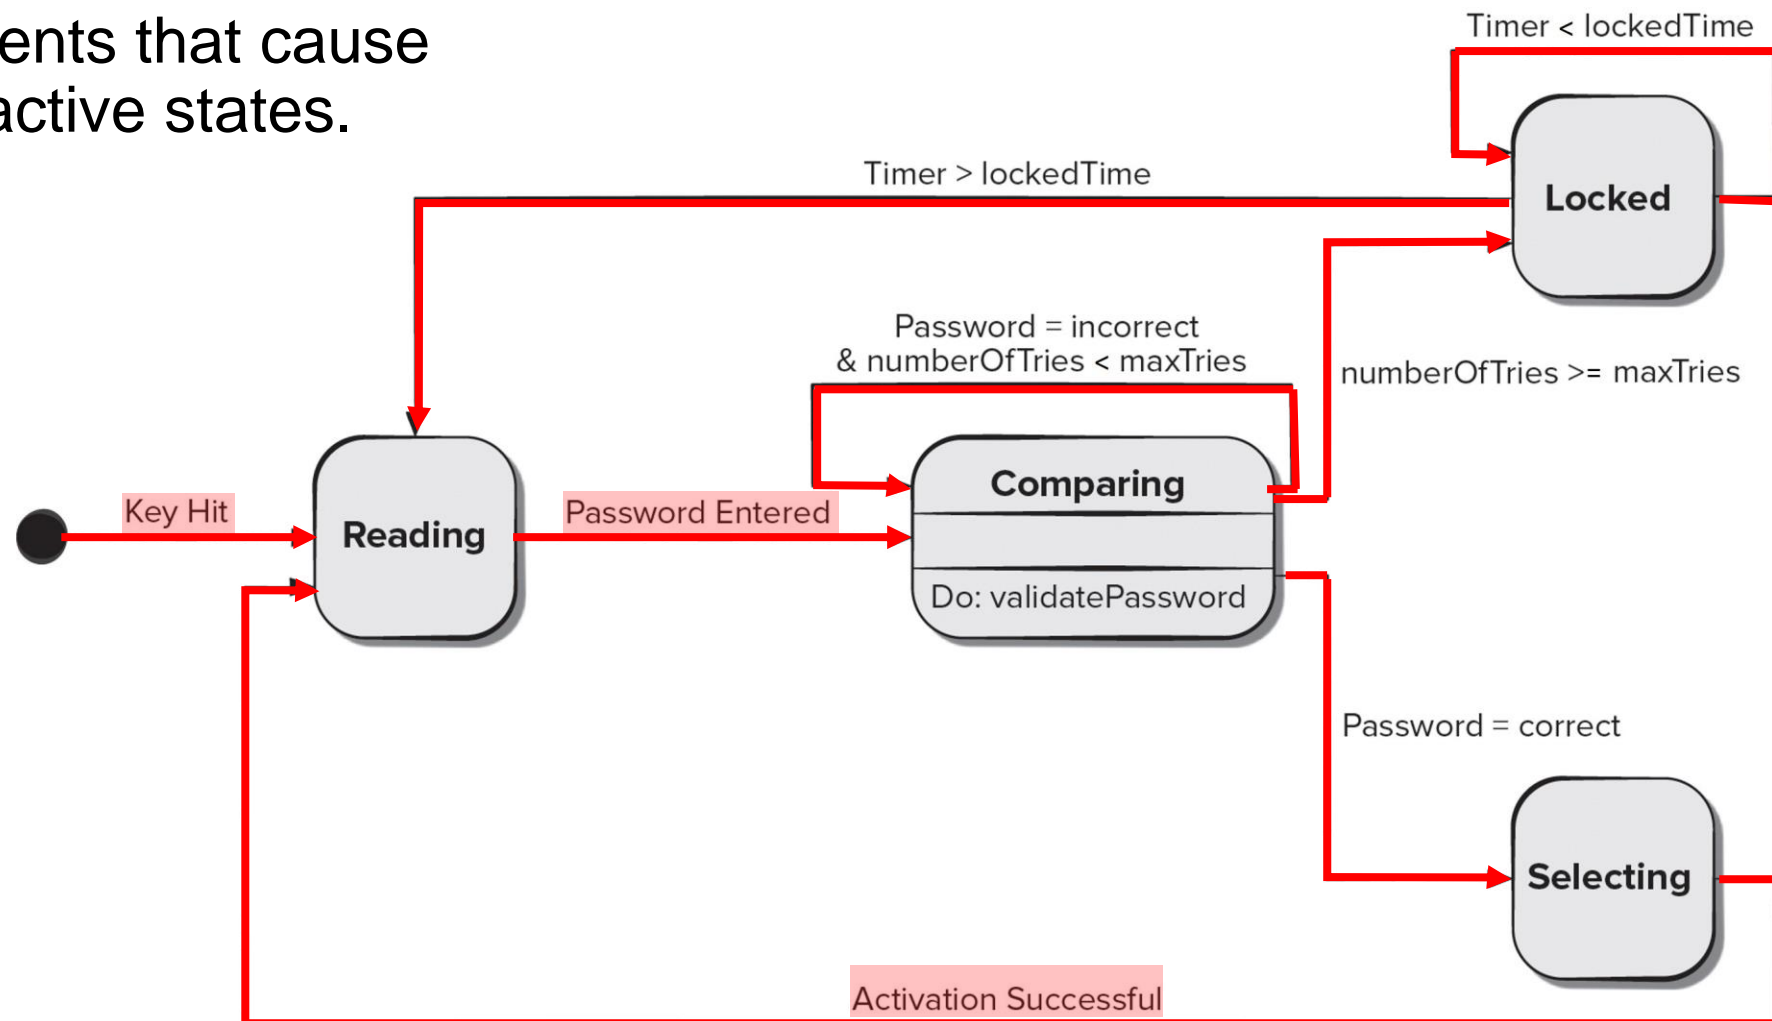 ents that cause
active states.
Timer < lockedTime
Timer > lockedTime
Locked
Password = incorrect
& numberOfTries < maxTries
numberOfTries >= maxTries
Key Hit
Reading
Password Entered
Comparing
Do: validatePassword
Password = correct
Selecting
Activation Successful